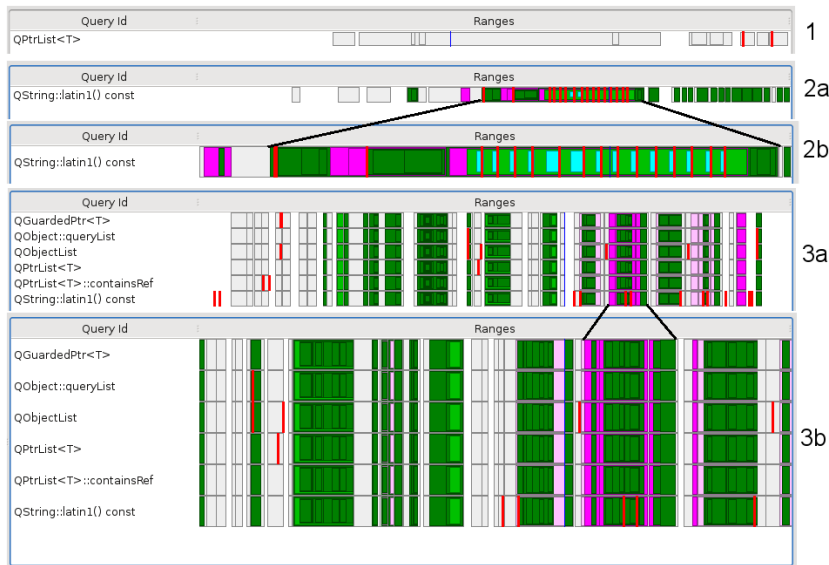 Query Id Ranges 1
QPtrList<T>
Query Id Ranges 2a
QString::latin1() const
Query Id Ranges 2b
QString::latin1() const
Query Id Ranges
QGuardedPtr<T>
QObject::queryList
QObjectList 3a
QPtrList<T>
QPtrList<T>::containsRef
QString::latin1() const
Query Id Ranges
QGuardedPtr<T>
QObject::queryList
QObjectList 3b
QPtrList<T>
QPtrList<T>::containsRef
QString::latin1() const